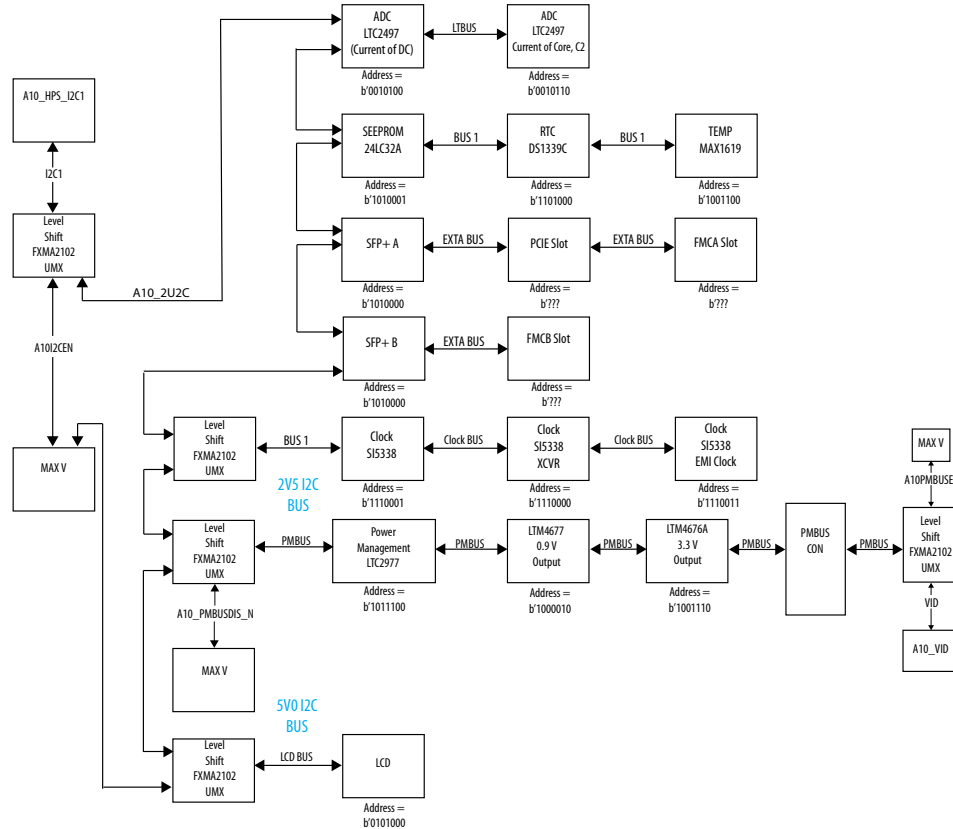 ADC
LTC2497
(Current of DC)
LTBUS
ADC
LTC2497
Current of Core, C2
Address =
b'0010100
Address =
b'0010110
A10_HPS_I2C1
SEEPROM
24LC32A
BUS 1
RTC
DS1339C
BUS 1
TEMP
MAX1619
I2C1
Address =
b'1010001
Address =
b'1101000
Address =
b'1001100
Level
Shift
FXMA2102
UMX
SFP+ A
EXTA BUS
PCIE Slot
EXTA BUS
FMCA Slot
A10_2U2C
Address =
b'1010000
Address =
b'???
Address =
b'???
A10I2CEN
SFP+ B
EXTA BUS
FMCB Slot
Address =
b'1010000
Address =
b'???
MAX V
Level
Shift
FXMA2102
UMX
BUS 1
Clock
SI5338
Clock BUS
Clock
SI5338
XCVR
Clock BUS
Clock
SI5338
EMI Clock
MAX V
2V5 I2C
BUS
Address =
b'1110001
Address =
b'1110000
Address =
b'1110011
A10PMBUSE
Level
Shift
FXMA2102
UMX
PMBUS
Power
Management
LTC2977
PMBUS
LTM4677
0.9 V
Output
PMBUS
LTM4676A
3.3 V
Output
PMBUS
PMBUS
CON
PMBUS
Level
Shift
FXMA2102
UMX
Address =
b'1011100
Address =
b'1000010
Address =
b'1001110
A10_PMBUSDIS_N
VID
MAX V
A10_VID
5V0 I2C
BUS
Level
Shift
FXMA2102
UMX
LCD BUS
LCD
Address =
b'0101000